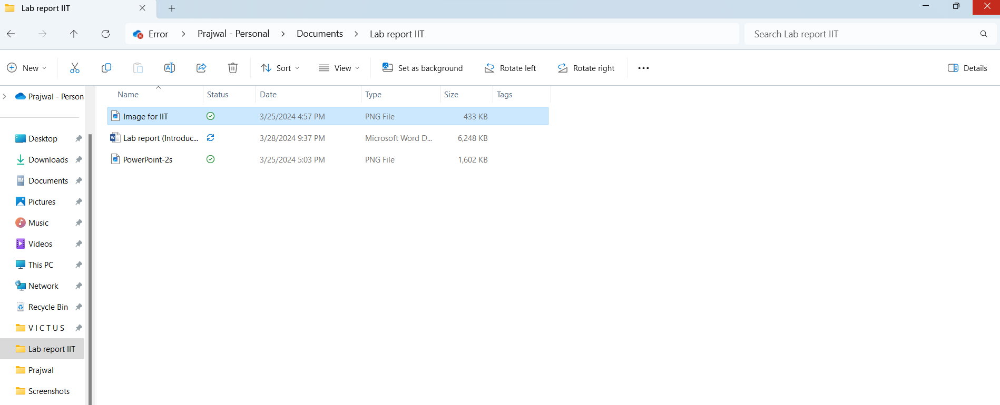 Lab report IIT
Error > Prajwal - Personal > Documents > Lab report IIT
Search Lab report IIT
New
Sort
View
Set as background
Rotate left
Rotate right
Details
Prajwal - Person
Desktop
Downloads
Documents
Pictures
Music
Videos
This PC
Network
Recycle Bin
V I C T U S
Lab report IIT
Prajwal
Screenshots
Name Status Date Type Size Tags
Image for IIT 3/25/2024 4:57 PM PNG File 433 KB
Lab report (Introduc... 3/28/2024 9:37 PM Microsoft Word D... 6,248 KB
PowerPoint-2s 3/25/2024 5:03 PM PNG File 1,602 KB